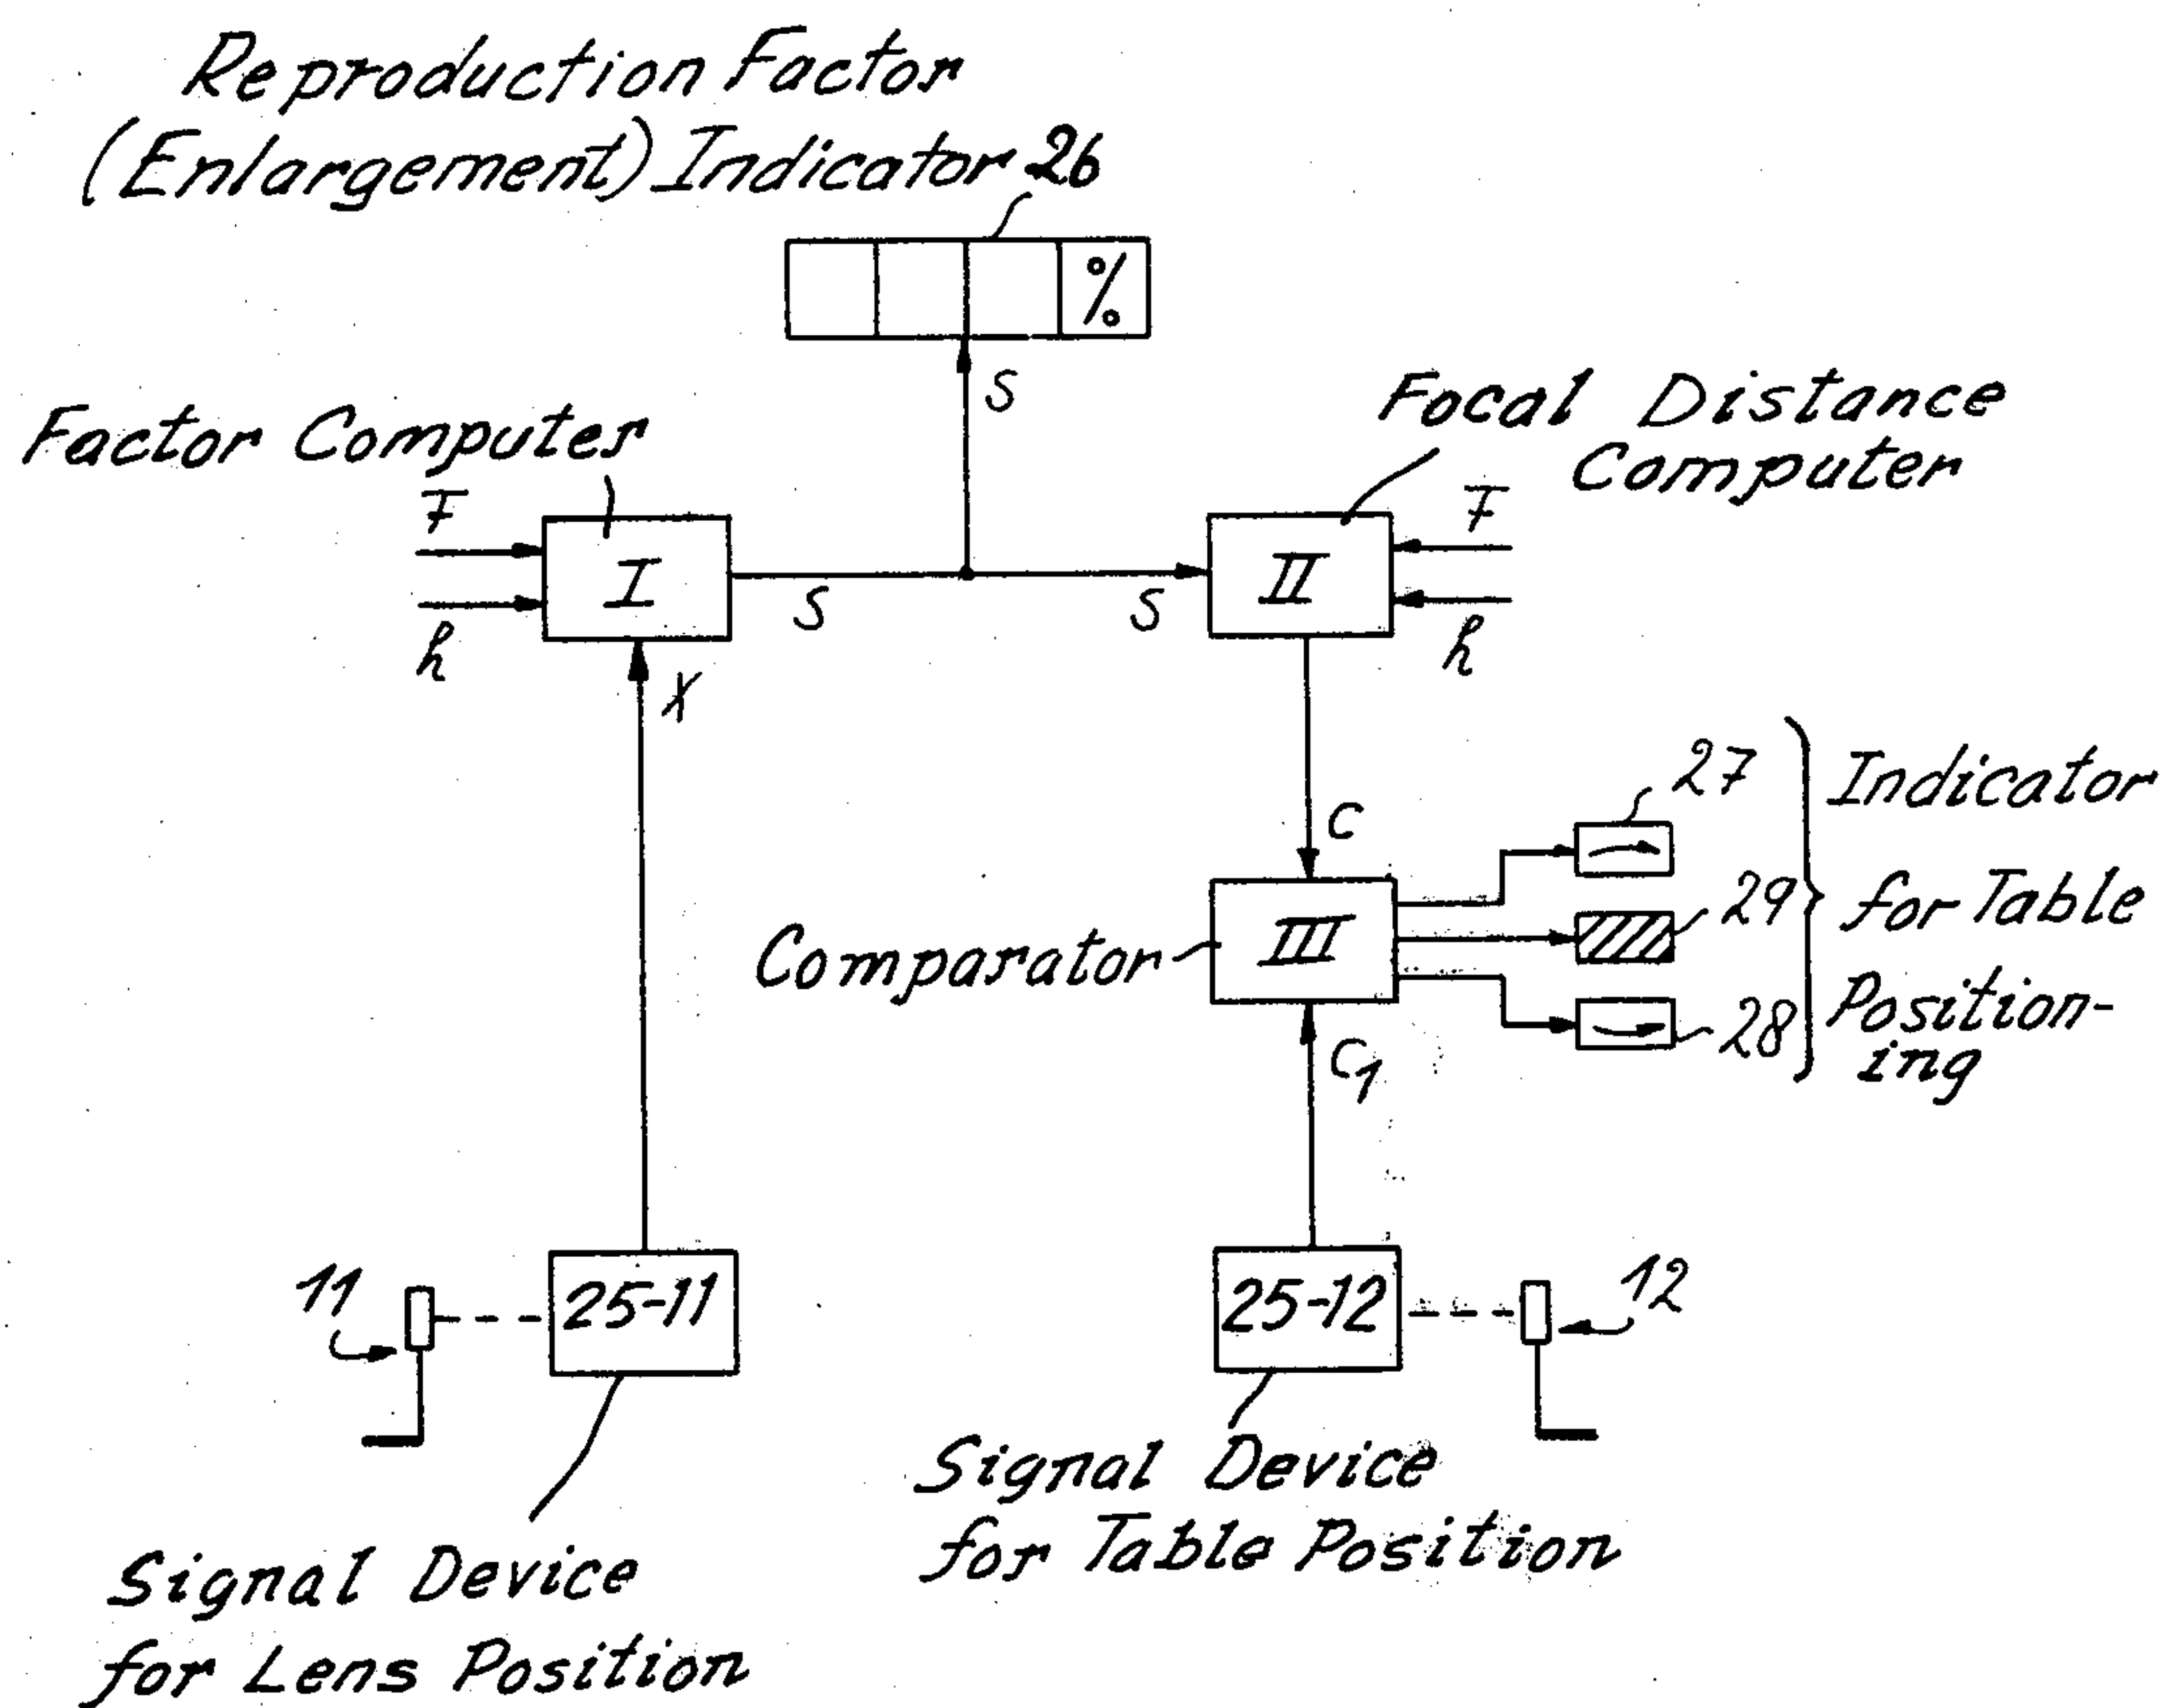 Reproduction Factor
(Enlargement) Indicator 26
%
S
Factor Computer
Focal Distance
Computer
F
F
I
II
S
S
h
h
X
C
27
Indicator
29
for Table
Comparator
III
28
Position-
ing
C1
11
25-11
25-12
12
Signal Device
for Table Position
Signal Device
for Lens Position